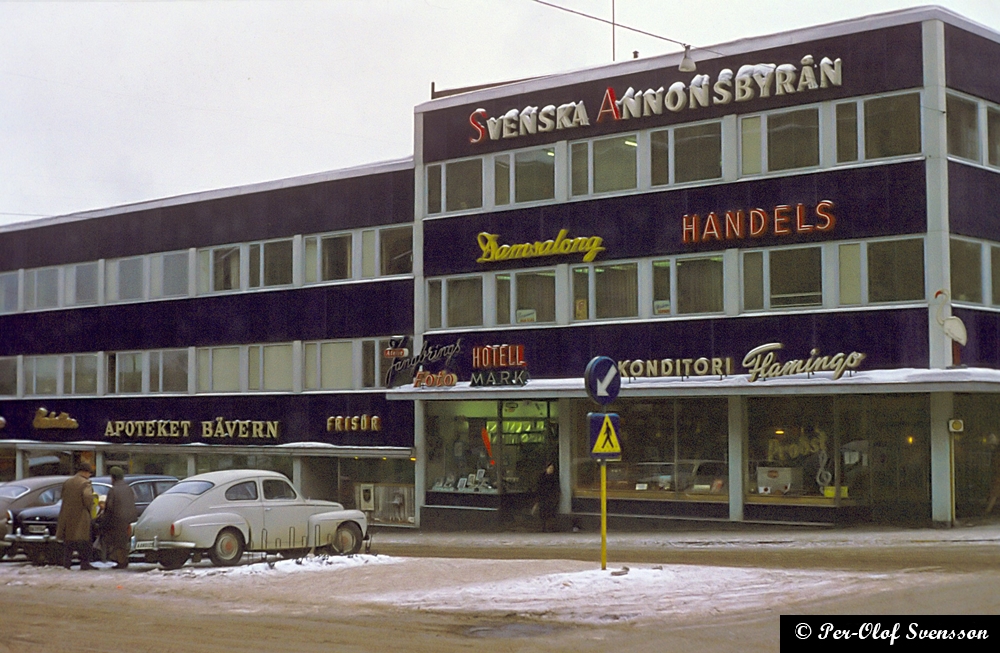 SVENSKA ANNONSBYRÅN
Damsalong
HANDELS
Ljungbrings
Foto
HOTELL
MARK
KONDITORI Flamingo
APOTEKET BÄVERN
FRISÖR
© Per-Olof Svensson